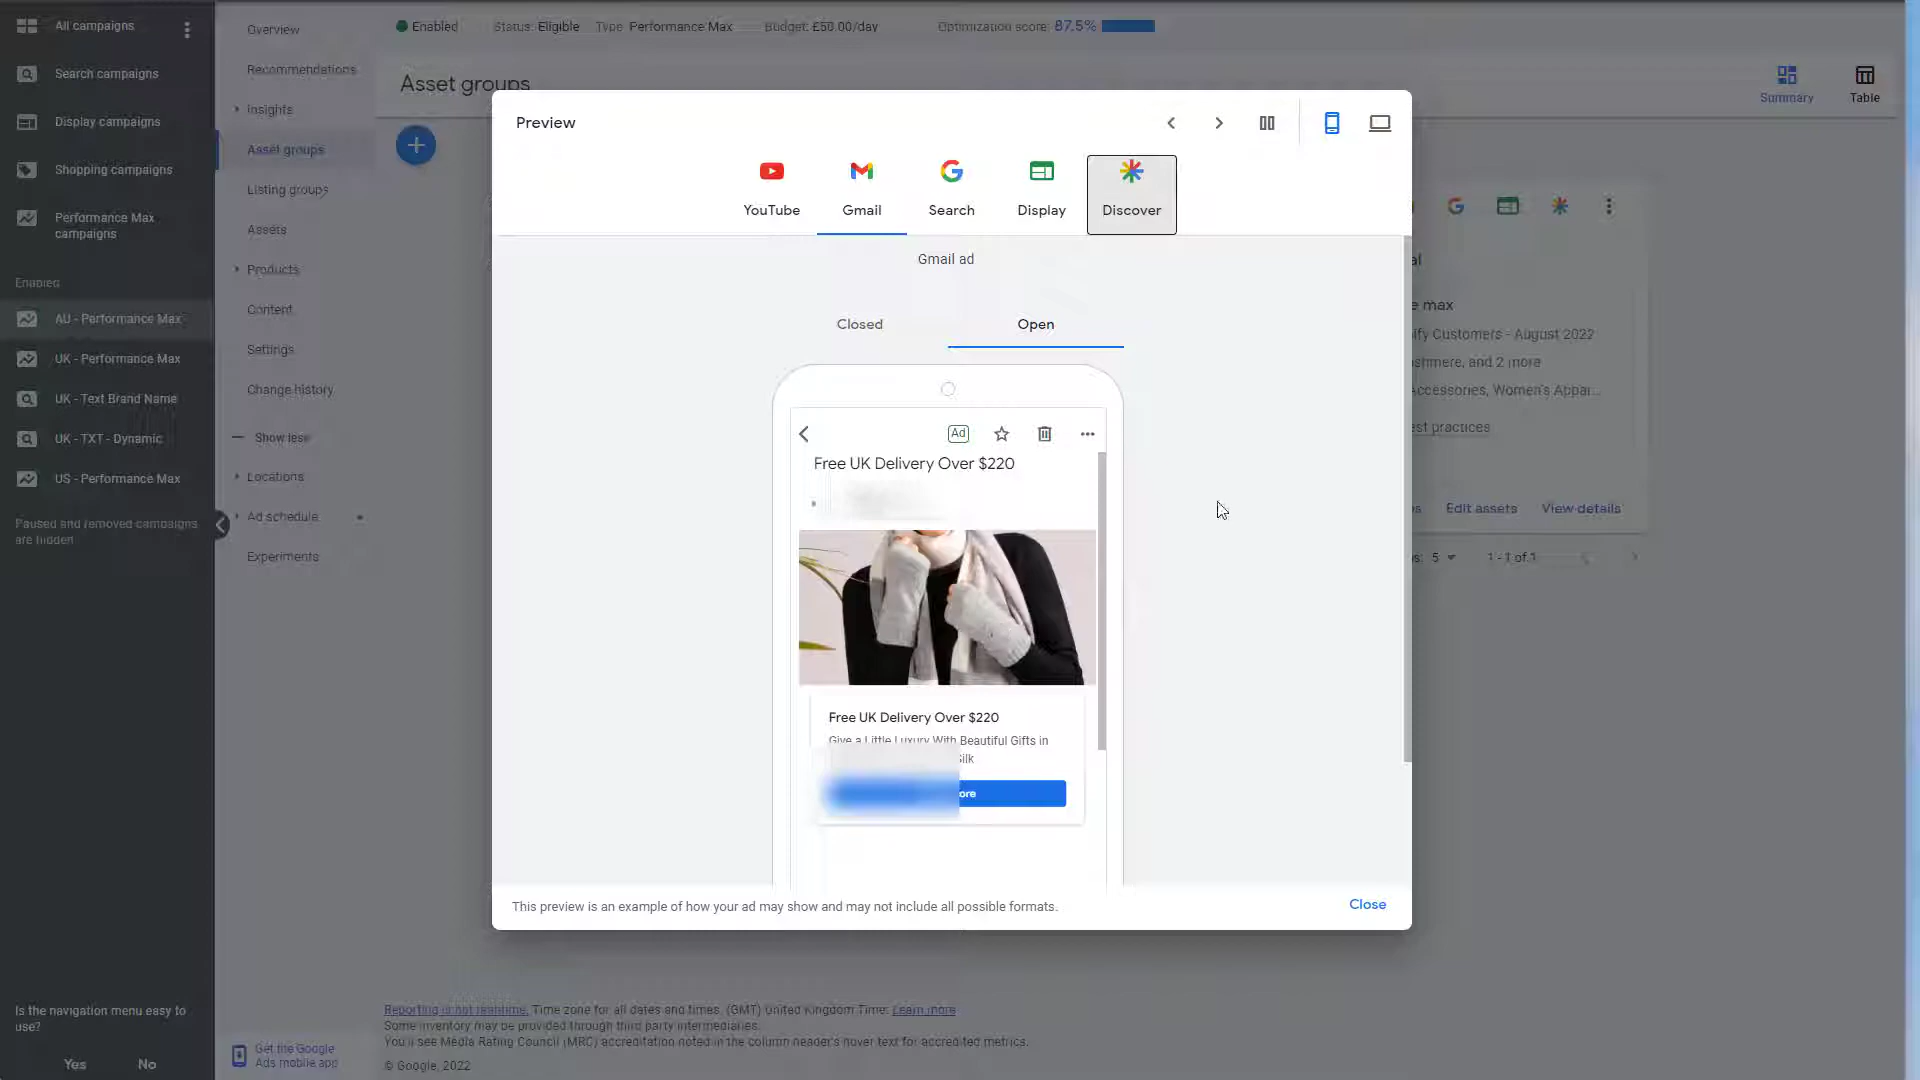 All campaigns
Search campaigns
Display campaigns
Shopping campaigns
Performance Max
campaigns
Enabled
AU - Performance Max
UK - Performance Max
UK - Text Brand Name
UK - TXT - Dynamic
US - Performance Max
Paused and removed campaigns
are hidden
Is the navigation menu easy to
use?
Yes
No
Overview
Recommendations
Insights
Asset groups
Listing groups
Assets
Products
Content
Settings
Change history
Show less
Locations
Ad schedule
Experiments
Get the Google
Ads mobile app
Enabled Status: Eligible Type: Performance Max Budget: £50.00/day Optimization score: 87.5%
Asset groups
Summary
Table
Preview
YouTube
Gmail
Search
Display
Discover
Gmail ad
Closed
Open
Ad
Free UK Delivery Over $220
Free UK Delivery Over $220
Give a Little Luxury With Beautiful Gifts in
Silk
ore
This preview is an example of how your ad may show and may not include all possible formats.
Close
al
e max
ify Customers - August 2022
shmere, and 2 more
Accessories, Women's Appar...
est practices
s
Edit assets
View details
s: 5
1 - 1 of 1
Reporting is not real-time. Time zone for all dates and times: (GMT) United Kingdom Time. Learn more
Some inventory may be provided through third party intermediaries.
You'll see Media Rating Council (MRC) accreditation noted in the column header's hover text for accredited metrics.
© Google, 2022